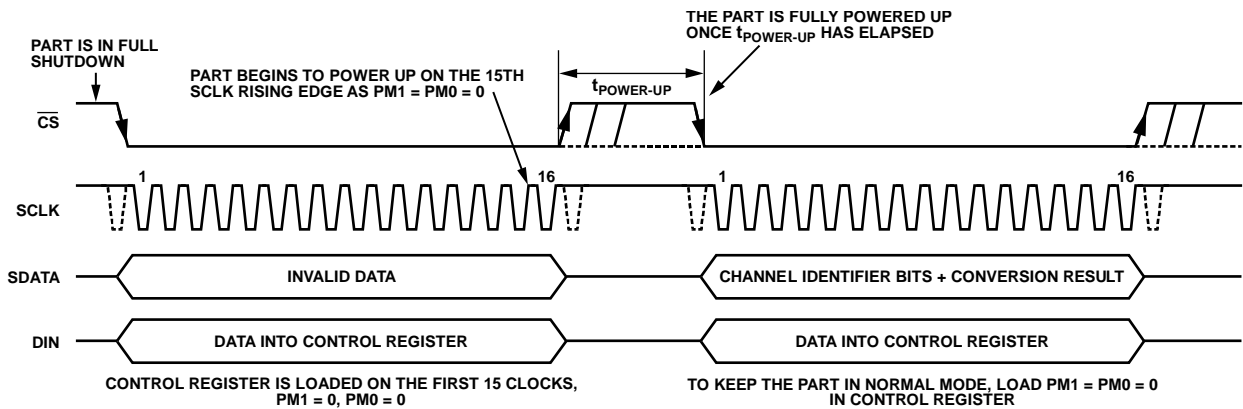 THE PART IS FULLY POWERED UP
ONCE tPOWER-UP HAS ELAPSED
PART IS IN FULL
SHUTDOWN
PART BEGINS TO POWER UP ON THE 15TH
SCLK RISING EDGE AS PM1 = PM0 = 0
tPOWER-UP
CS
1
16
1
16
SCLK
SDATA
INVALID DATA
CHANNEL IDENTIFIER BITS + CONVERSION RESULT
DIN
DATA INTO CONTROL REGISTER
DATA INTO CONTROL REGISTER
CONTROL REGISTER IS LOADED ON THE FIRST 15 CLOCKS,
PM1 = 0, PM0 = 0
TO KEEP THE PART IN NORMAL MODE, LOAD PM1 = PM0 = 0
IN CONTROL REGISTER